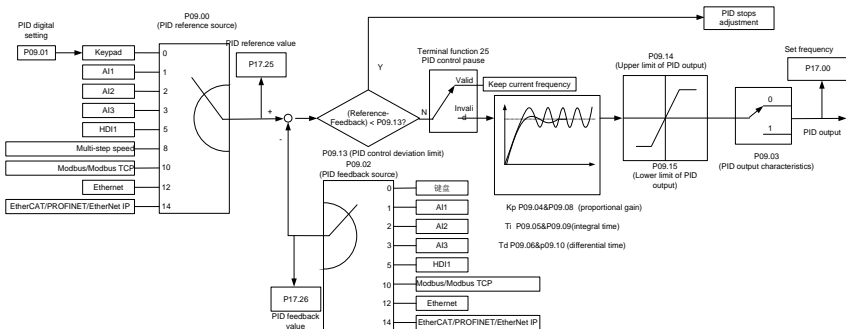 P09.00
(PID reference source)
PID digital
setting
P09.01
Keypad
0
AI1
1
AI2
2
AI3
3
HDI1
5
Multi-step speed
8
Modbus/Modbus TCP
10
Ethernet
12
EtherCAT/PROFINET/EtherNet IP
14
PID reference value
P17.25
+
-
Y
(Reference-
Feedback) < P09.13?
N
P09.13 (PID control deviation limit)
PID stops
adjustment
Terminal function 25
PID control pause
Valid
Invali
d
Keep current frequency
P09.14
(Upper limit of PID output)
P09.15
(Lower limit of PID
output)
Set frequency
P17.00
0
1
PID output
P09.03
(PID output characteristics)
P09.02
(PID feedback source)
0
键盘
1
AI1
2
AI2
3
AI3
5
HDI1
10
Modbus/Modbus TCP
12
Ethernet
14
EtherCAT/PROFINET/EtherNet IP
P17.26
PID feedback
value
Kp P09.04&P09.08 (proportional gain)
Ti P09.05&P09.09(integral time)
Td P09.06&p09.10 (differential time)